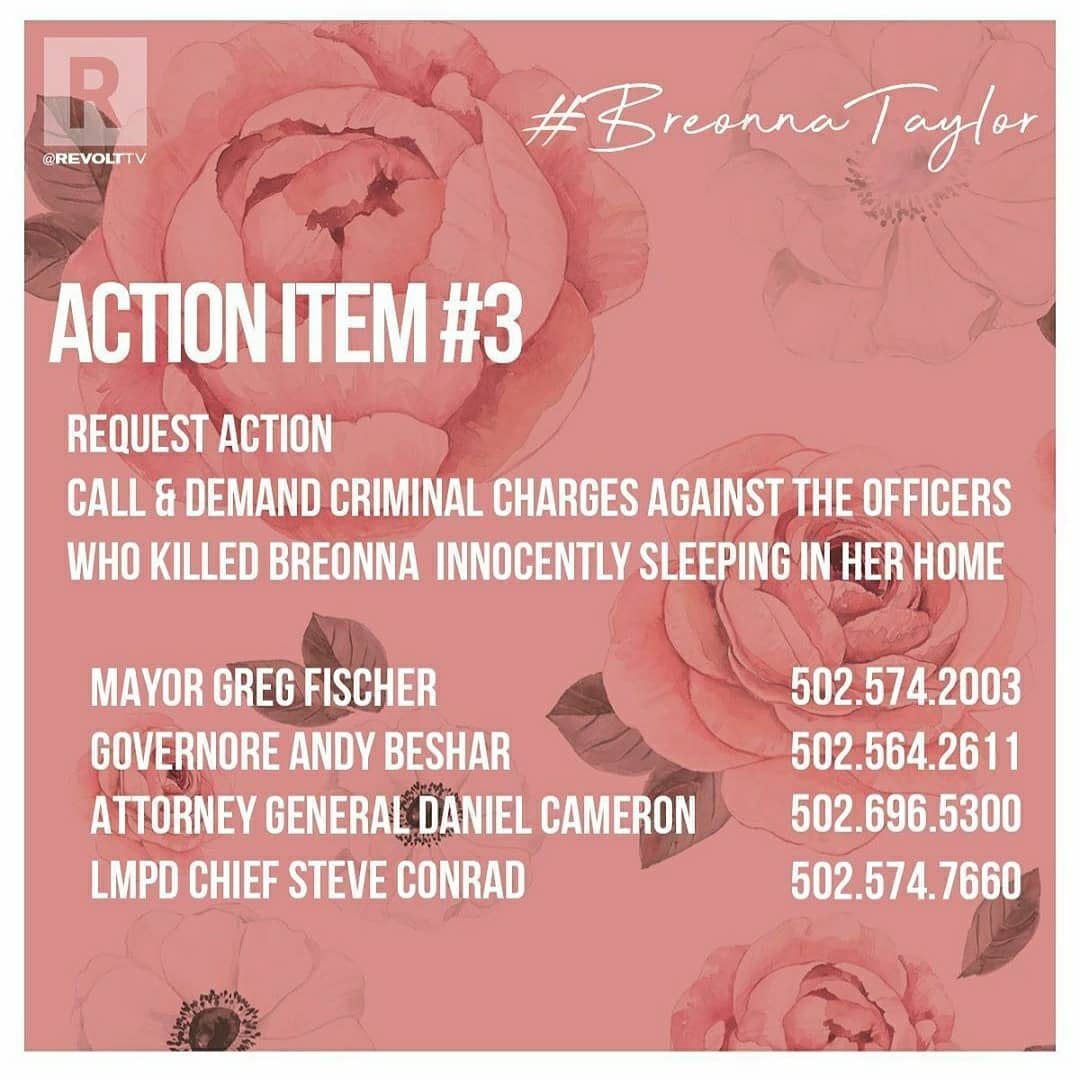 R
@REVOLTTV
#BreonnaTaylor
ACTION ITEM #3
REQUEST ACTION
CALL & DEMAND CRIMINAL CHARGES AGAINST THE OFFICERS
WHO KILLED BREONNA INNOCENTLY SLEEPING IN HER HOME
MAYOR GREG FISCHER 502.574.2003
GOVERNORE ANDY BESHAR 502.564.2611
ATTORNEY GENERAL DANIEL CAMERON 502.696.5300
LMPD CHIEF STEVE CONRAD 502.574.7660